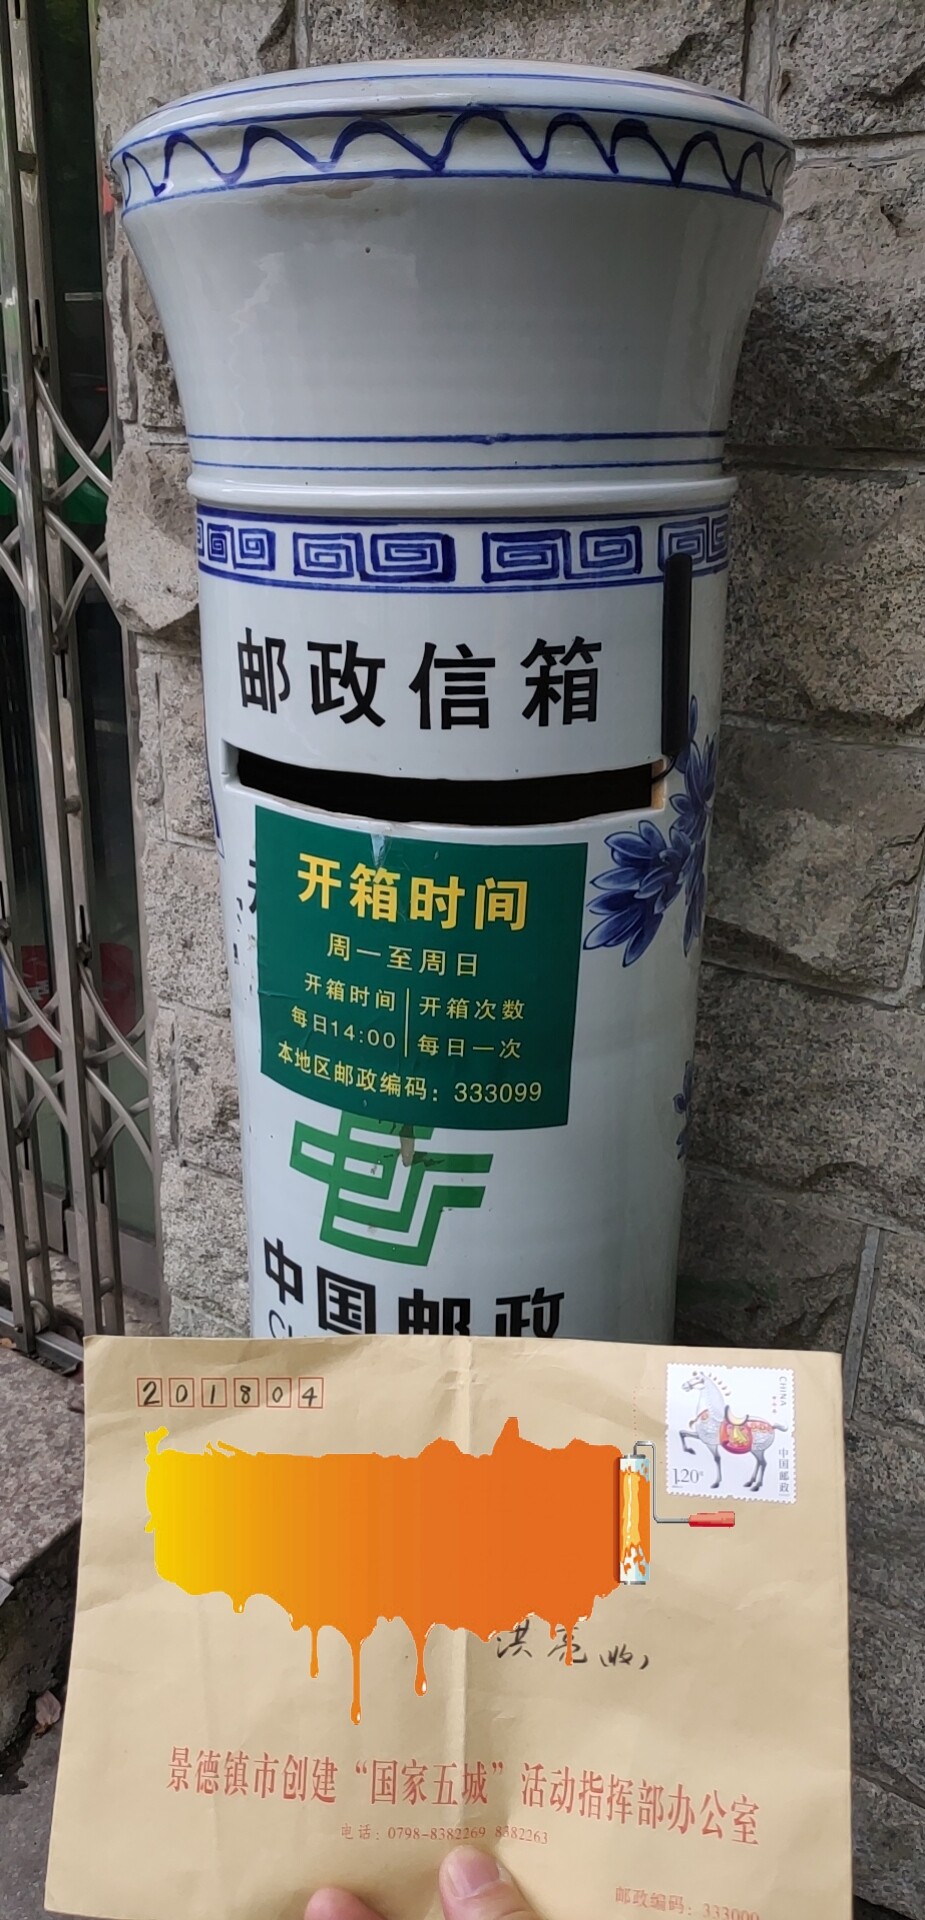 邮政信箱
开箱时间
周一至周日
开箱时间 开箱次数
每日14:00 每日一次
本地区邮政编码：333099
中国邮政
201804
CHINA
中国邮政
1.20
洪亮（收）
景德镇市创建“国家五城”活动指挥部办公室
电话：0798-8382269 8382263
邮政编码：333000